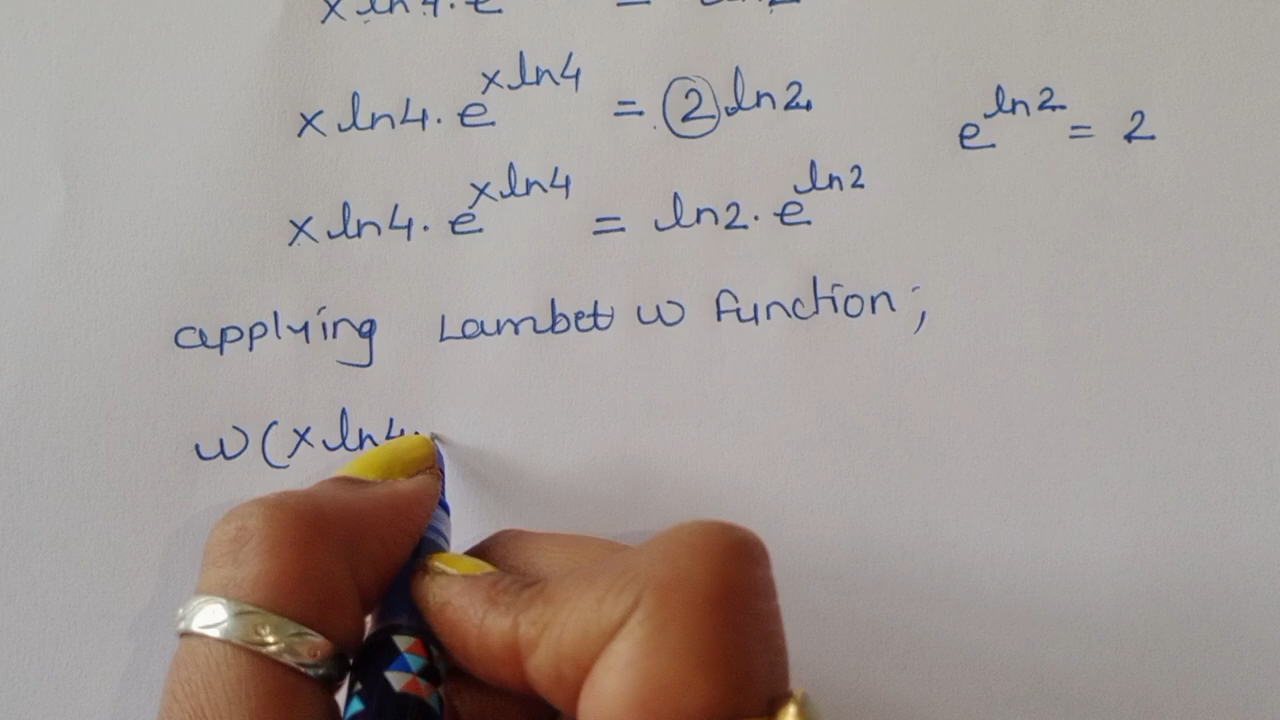 x ln4. e^{x ln4} = 2 ln2. e^{ln2} = 2
x ln4. e^{x ln4} = ln2. e^{ln2}
applying Lambet w function;
w(x ln4.